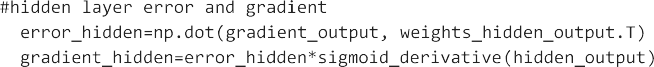 #hidden layer error and gradient
error_hidden=np.dot(gradient_output, weights_hidden_output.T)
gradient_hidden=error_hidden*sigmoid_derivative(hidden_output)